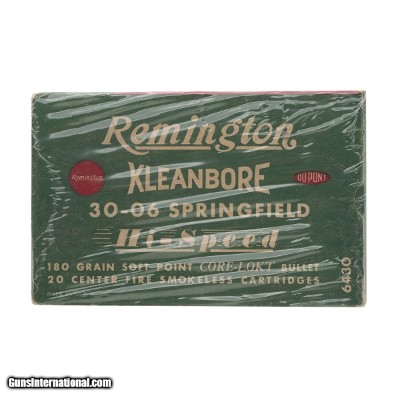 Remington
KLEANBORE
Remington
DU PONT
30-06 SPRINGFIELD
Hi-Speed
180 GRAIN SOFT POINT CORE-LOKT BULLET
20 CENTER FIRE SMOKELESS CARTRIDGES
6430
GunsInternational.com